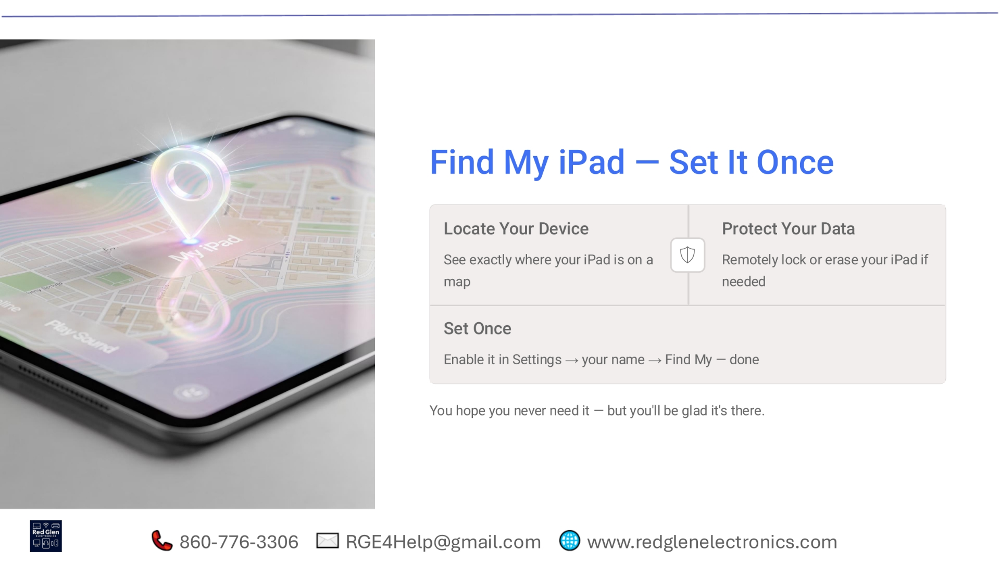 My iPad
Play Sound
Find My iPad — Set It Once
Locate Your Device
See exactly where your iPad is on a
map
Protect Your Data
Remotely lock or erase your iPad if
needed
Set Once
Enable it in Settings → your name → Find My — done
You hope you never need it — but you'll be glad it's there.
Red Glen
ELECTRONICS
860-776-3306 RGE4Help@gmail.com www.redglenelectronics.com